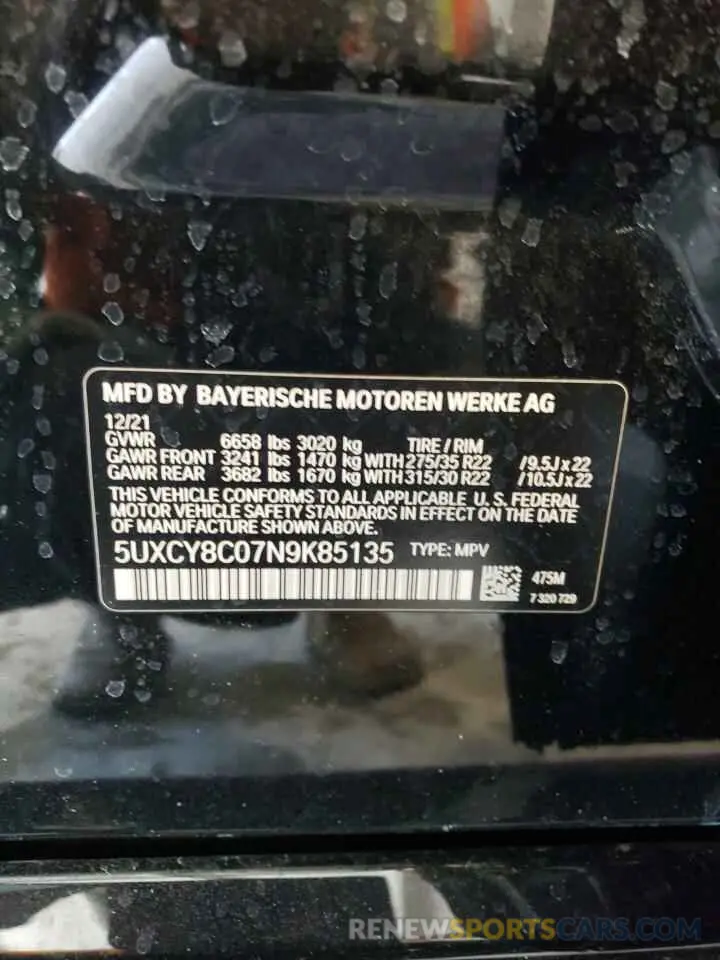 MFD BY BAYERISCHE MOTOREN WERKE AG
12/21
GVWR 6658 lbs 3020 kg TIRE / RIM
GAWR FRONT 3241 lbs 1470 kg WITH 275/35 R22 /9.5J x 22
GAWR REAR 3682 lbs 1670 kg WITH 315/30 R22 /10.5J x 22
THIS VEHICLE CONFORMS TO ALL APPLICABLE U. S. FEDERAL
MOTOR VEHICLE SAFETY STANDARDS IN EFFECT ON THE DATE
OF MANUFACTURE SHOWN ABOVE.
5UXCY8C07N9K85135 TYPE: MPV
475M
7 320 729
RENEWSPORTSCARS.COM